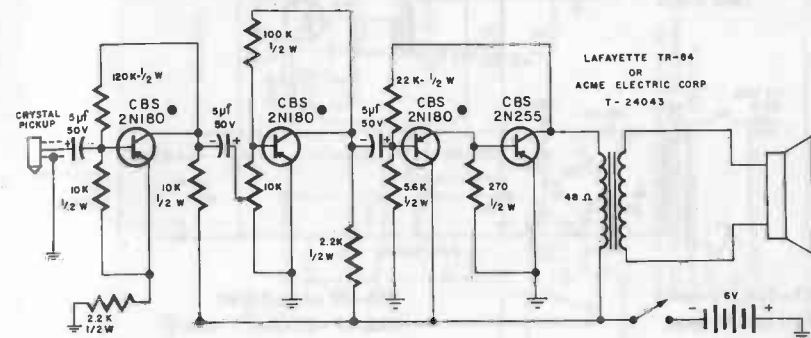 CRYSTAL
PICKUP
5µf
50V
120K-1/2 W
CBS
2N180
10K
1/2 W
2.2K
1/2 W
10K
1/2 W
5µf
50V
100K
1/2 W
CBS
2N180
10K
2.2K
1/2 W
5µf
50V
22K-1/2 W
CBS
2N180
5.6K
1/2 W
CBS
2N255
270
1/2 W
LAFAYETTE TR-64
OR
ACME ELECTRIC CORP
T-24043
48 Ω
6V
- +